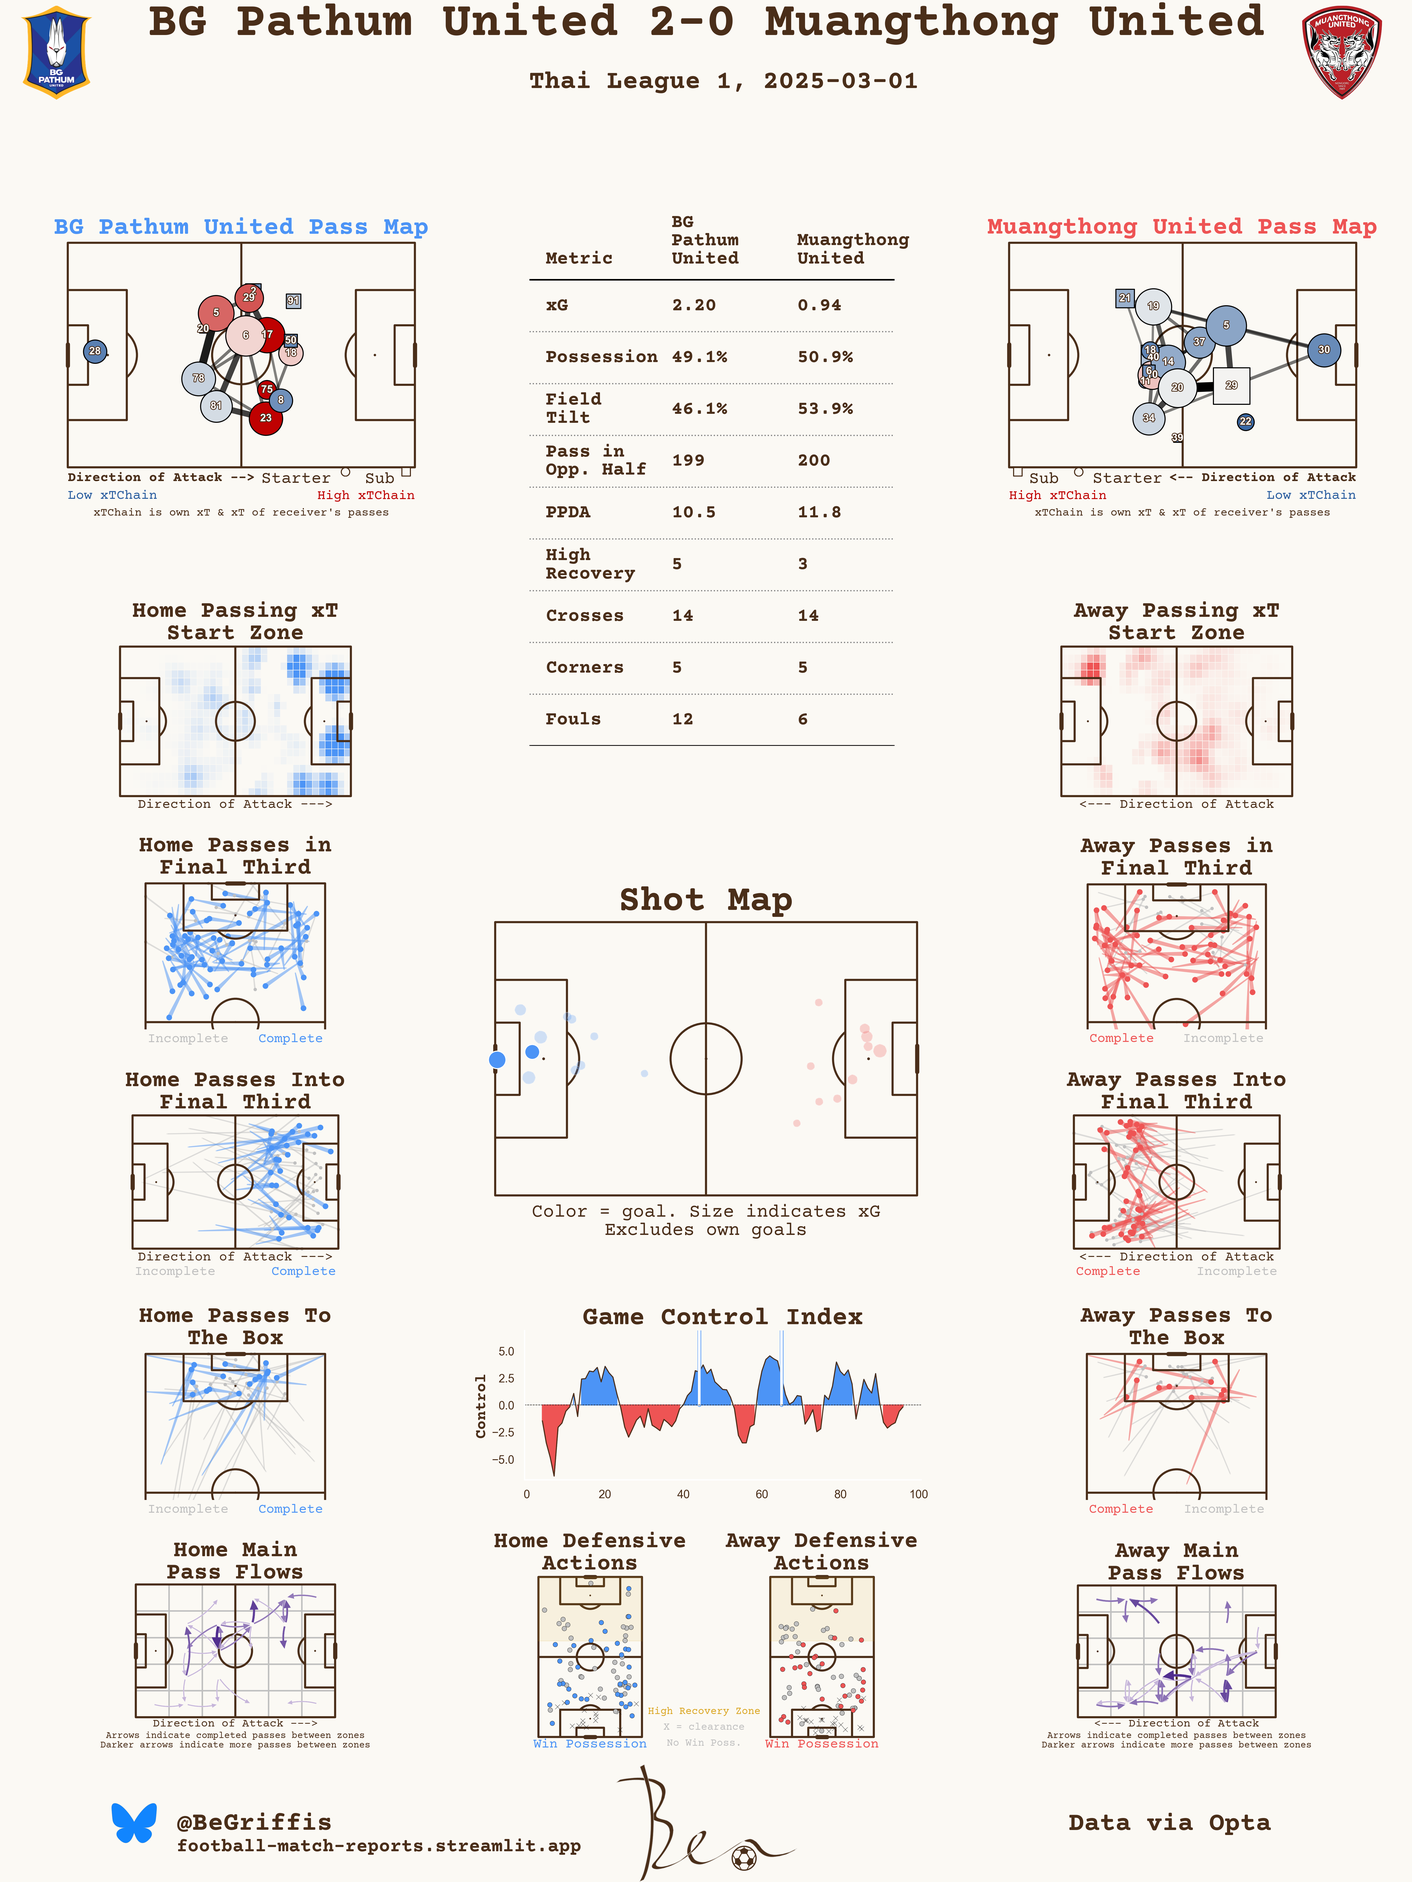 BG Pathum United 2-0 Muangthong United
Thai League 1, 2025-03-01
BG
PATHUM
UNITED
MUANGTHONG
UNITED
BG Pathum United Pass Map
28
5
20
2
29
91
6
17
50
18
78
81
75
8
23
Direction of Attack --> Starter Sub
Low xTChain High xTChain
xTChain is own xT & xT of receiver's passes
Metric BG Pathum United Muangthong United
xG 2.20 0.94
Possession 49.1% 50.9%
Field Tilt 46.1% 53.9%
Pass in Opp. Half 199 200
PPDA 10.5 11.8
High Recovery 5 3
Crosses 14 14
Corners 5 5
Fouls 12 6
Muangthong United Pass Map
21
19
5
37
18
40
14
6
11
20
29
30
34
39
22
Sub Starter <-- Direction of Attack
High xTChain Low xTChain
xTChain is own xT & xT of receiver's passes
Home Passing xT
Start Zone
Direction of Attack --->
Away Passing xT
Start Zone
<--- Direction of Attack
Home Passes in
Final Third
Incomplete Complete
Away Passes in
Final Third
Complete Incomplete
Shot Map
Color = goal. Size indicates xG
Excludes own goals
Home Passes Into
Final Third
Direction of Attack --->
Incomplete Complete
Away Passes Into
Final Third
<--- Direction of Attack
Complete Incomplete
Home Passes To
The Box
Incomplete Complete
Game Control Index
Control
5.0
2.5
0.0
−2.5
−5.0
0 20 40 60 80 100
Away Passes To
The Box
Complete Incomplete
Home Main
Pass Flows
Direction of Attack --->
Arrows indicate completed passes between zones
Darker arrows indicate more passes between zones
Home Defensive
Actions
Win Possession
Away Defensive
Actions
Win Possession
High Recovery Zone
X = clearance
No Win Poss.
Away Main
Pass Flows
<--- Direction of Attack
Arrows indicate completed passes between zones
Darker arrows indicate more passes between zones
@BeGriffis
football-match-reports.streamlit.app
Ben
Data via Opta